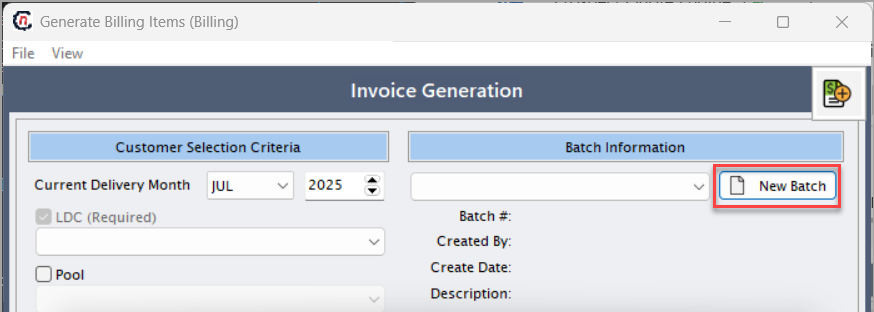 Generate Billing Items (Billing)
File View
Invoice Generation
Customer Selection Criteria
Batch Information
Current Delivery Month JUL 2025
New Batch
LDC (Required)
Batch #:
Created By:
Create Date:
Pool
Description: